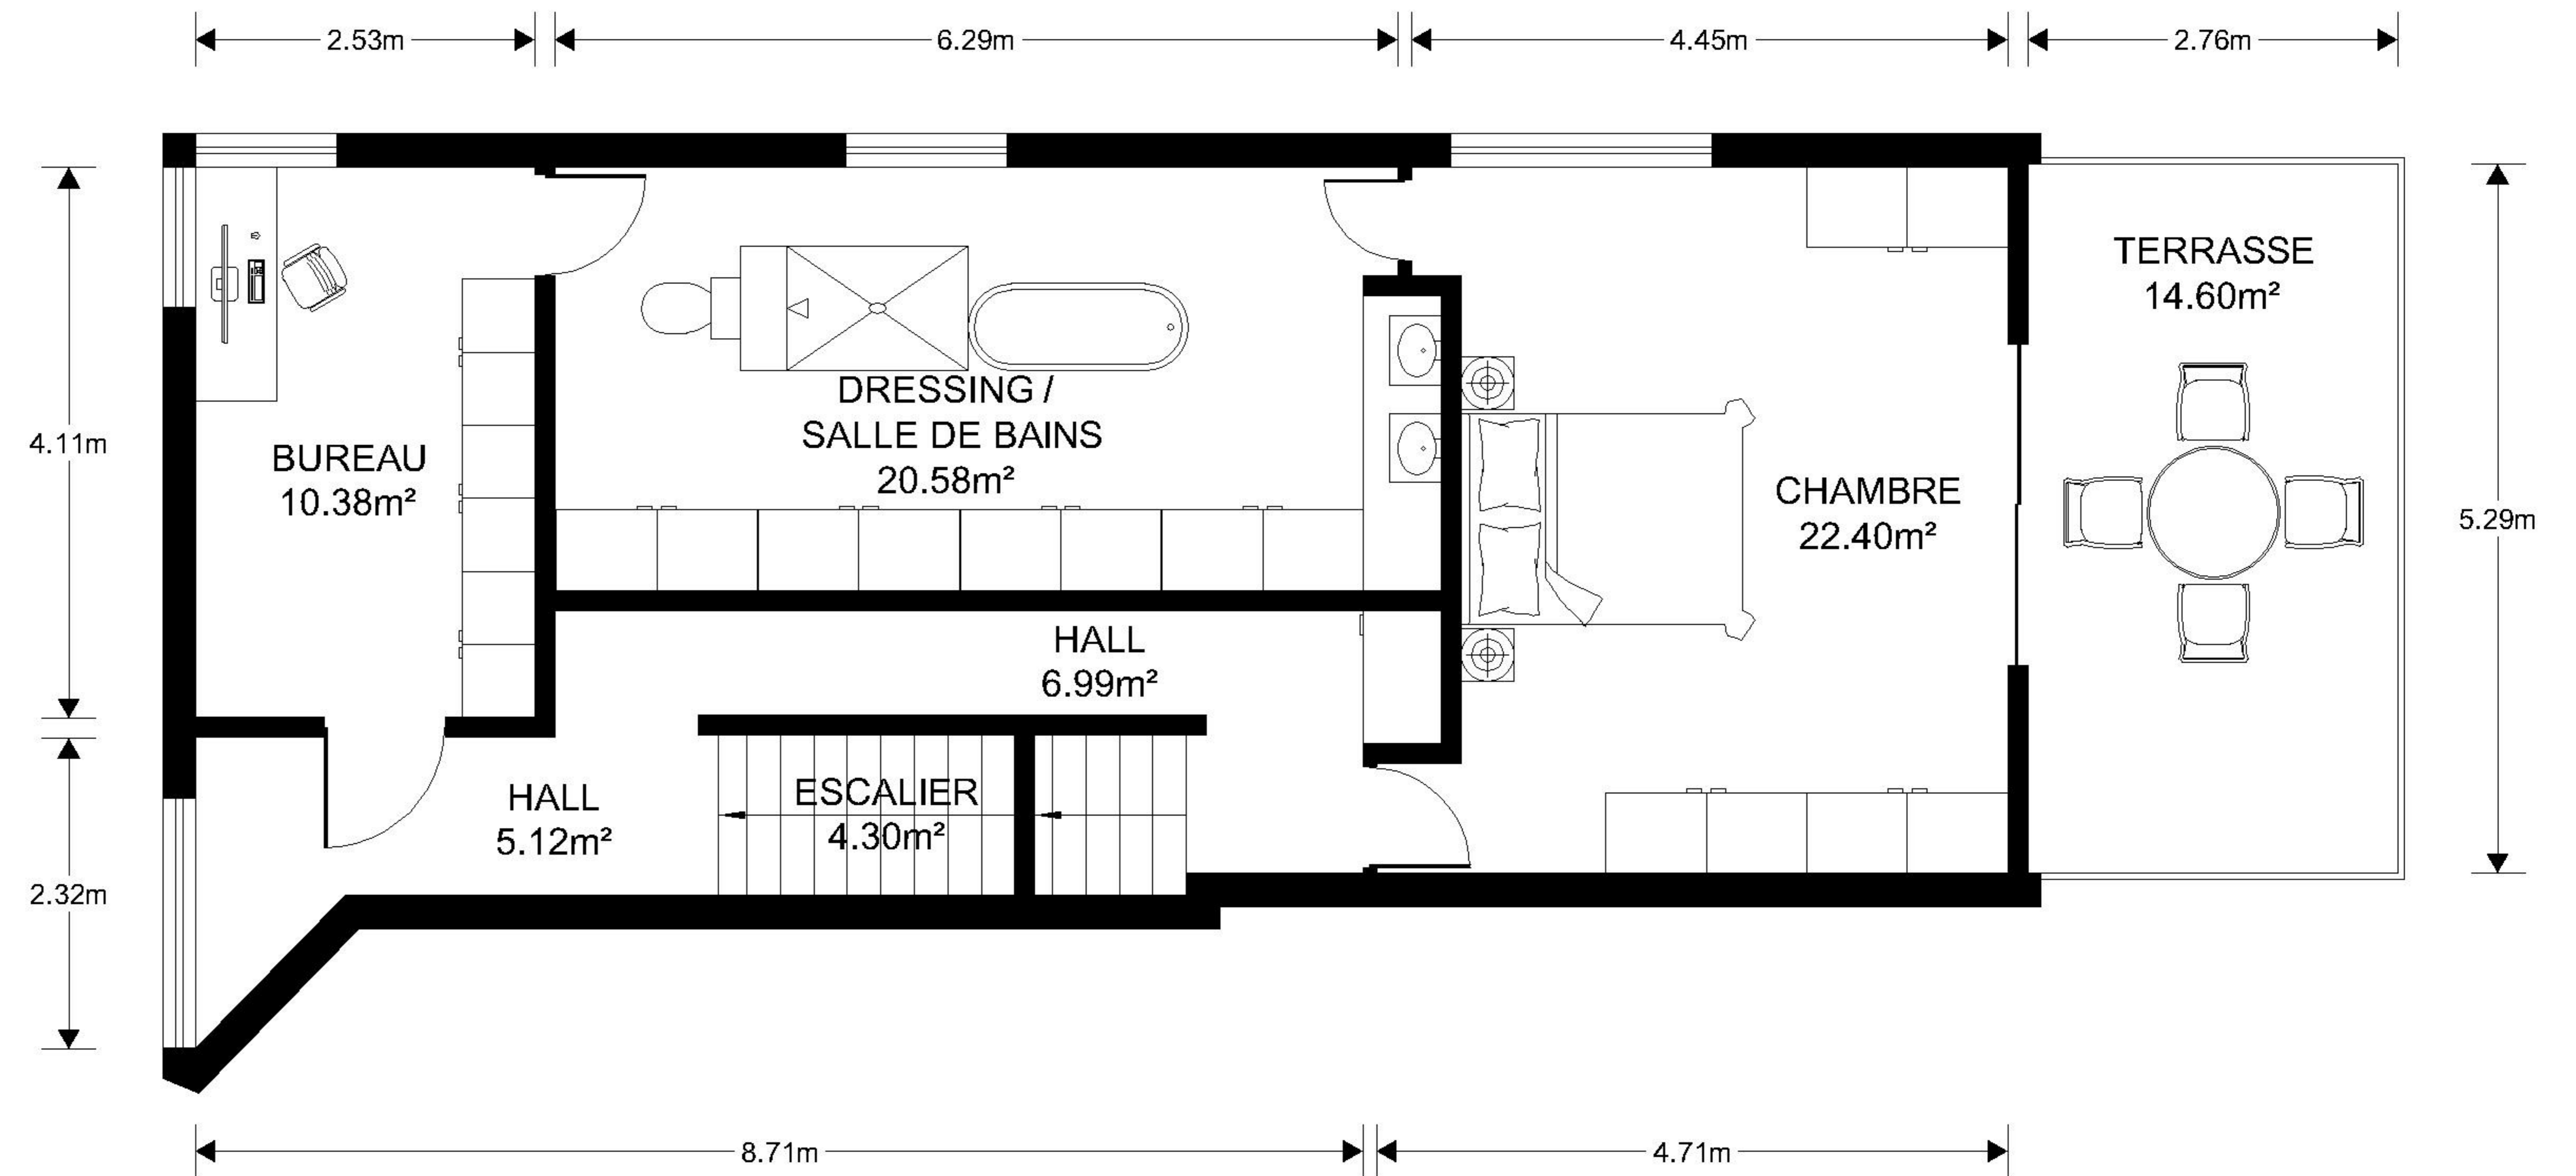 2.53m
6.29m
4.45m
2.76m
TERRASSE
14.60m²
DRESSING /
SALLE DE BAINS
20.58m²
BUREAU
10.38m²
4.11m
CHAMBRE
22.40m²
5.29m
HALL
6.99m²
HALL
5.12m²
ESCALIER
4.30m²
2.32m
8.71m
4.71m